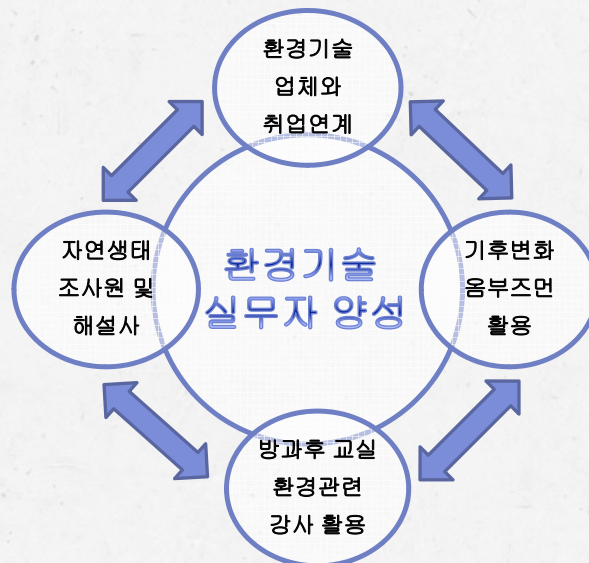 환경기술
업체와
취업연계
자연생태
조사원 및
해설사
환경기술
실무자 양성
기후변화
옴부즈먼
활용
방과후 교실
환경관련
강사 활용